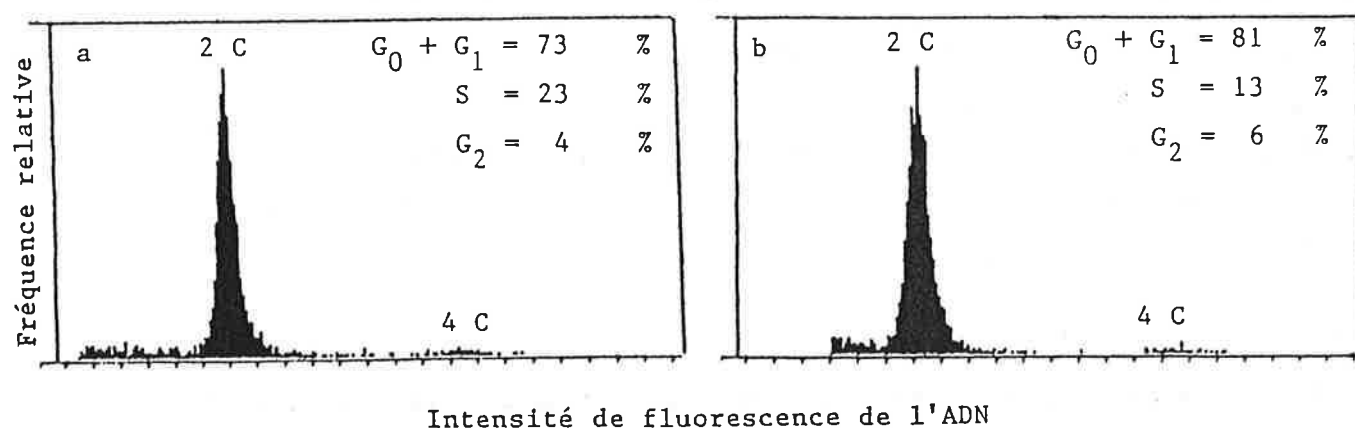 Fréquence relative
a
2 C
G0 + G1 = 73 %
S = 23 %
G2 = 4 %
4 C
b
2 C
G0 + G1 = 81 %
S = 13 %
G2 = 6 %
4 C
Intensité de fluorescence de l'ADN